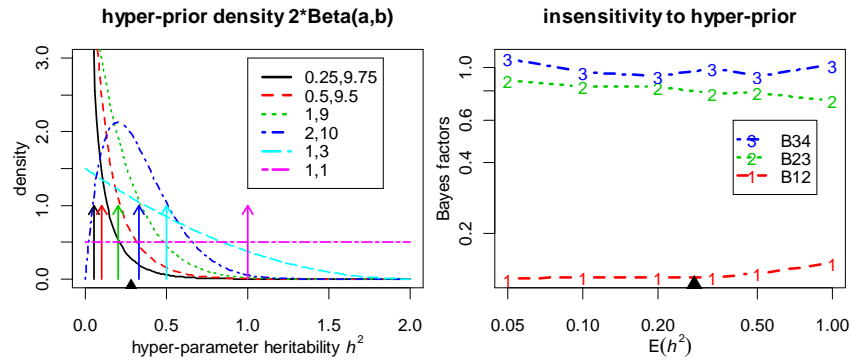 hyper-prior density 2*Beta(a,b)
density
3.0
2.0
1.0
0.0
0.25,9.75
0.5,9.5
1,9
2,10
1,3
1,1
0.0 0.5 1.0 1.5 2.0
hyper-parameter heritability h²
insensitivity to hyper-prior
Bayes factors
1.0
0.6
0.4
0.2
3 3 3 3 3 3
2 2 2 2 2 2
3 B34
2 B23
1 B12
1 1 1 1 1 1
0.05 0.10 0.20 0.50 1.00
E(h²)